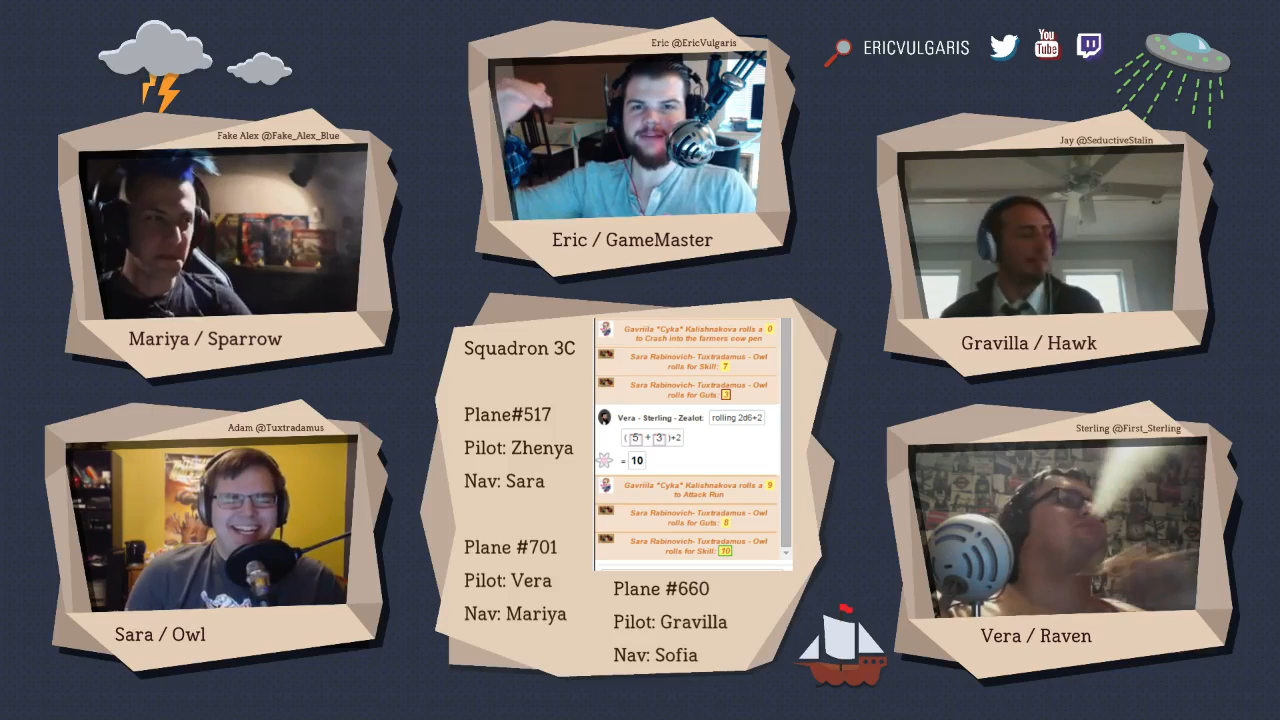 Eric @EricVulgaris
ERICVULGARIS
You
Tube
Fake Alex @Fake_Alex_Blue
Jay @SeductiveStalin
Eric / GameMaster
Mariya / Sparrow
Gravilla / Hawk
Squadron 3C
Plane#517
Pilot: Zhenya
Nav: Sara
Plane #701
Pilot: Vera
Nav: Mariya
Gavriila "Cyka" Kalishnakova rolls a 0
to Crash into the farmers cow pen
Sara Rabinovich- Tuxtradamus - Owl
rolls for Skill: 7
Sara Rabinovich- Tuxtradamus - Owl
rolls for Guts: 3
Vera - Sterling - Zealot: rolling 2d6+2
( 5 + 3 )+2
= 10
Gavriila "Cyka" Kalishnakova rolls a 9
to Attack Run
Sara Rabinovich- Tuxtradamus - Owl
rolls for Guts: 8
Sara Rabinovich- Tuxtradamus - Owl
rolls for Skill: 10
Plane #660
Pilot: Gravilla
Nav: Sofia
Adam @Tuxtradamus
Sterling @First_Sterling
Sara / Owl
Vera / Raven